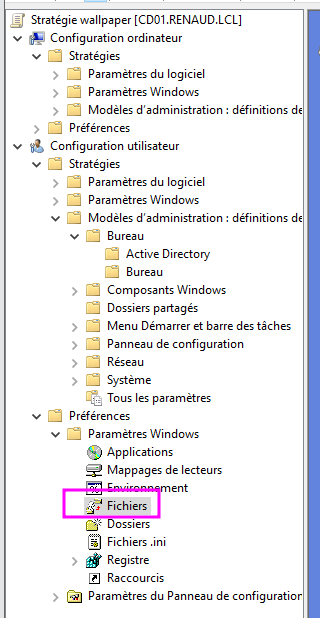 Stratégie wallpaper [CD01.RENAUD.LCL]
Configuration ordinateur
Stratégies
Paramètres du logiciel
Paramètres Windows
Modèles d'administration : définitions de
Préférences
Configuration utilisateur
Stratégies
Paramètres du logiciel
Paramètres Windows
Modèles d'administration : définitions de
Bureau
Active Directory
Bureau
Composants Windows
Dossiers partagés
Menu Démarrer et barre des tâches
Panneau de configuration
Réseau
Système
Tous les paramètres
Préférences
Paramètres Windows
Applications
Mappages de lecteurs
Environnement
Fichiers
Dossiers
Fichiers .ini
Registre
Raccourcis
Paramètres du Panneau de configuration